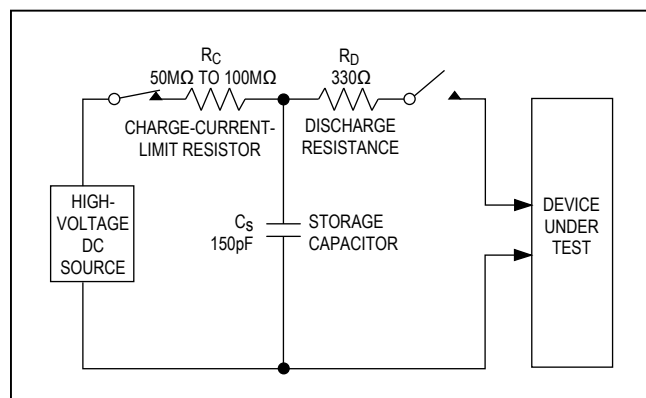 R_C
50MΩ TO 100MΩ
CHARGE-CURRENT-
LIMIT RESISTOR
R_D
330Ω
DISCHARGE
RESISTANCE
HIGH-
VOLTAGE
DC
SOURCE
C_S
150pF
STORAGE
CAPACITOR
DEVICE
UNDER
TEST